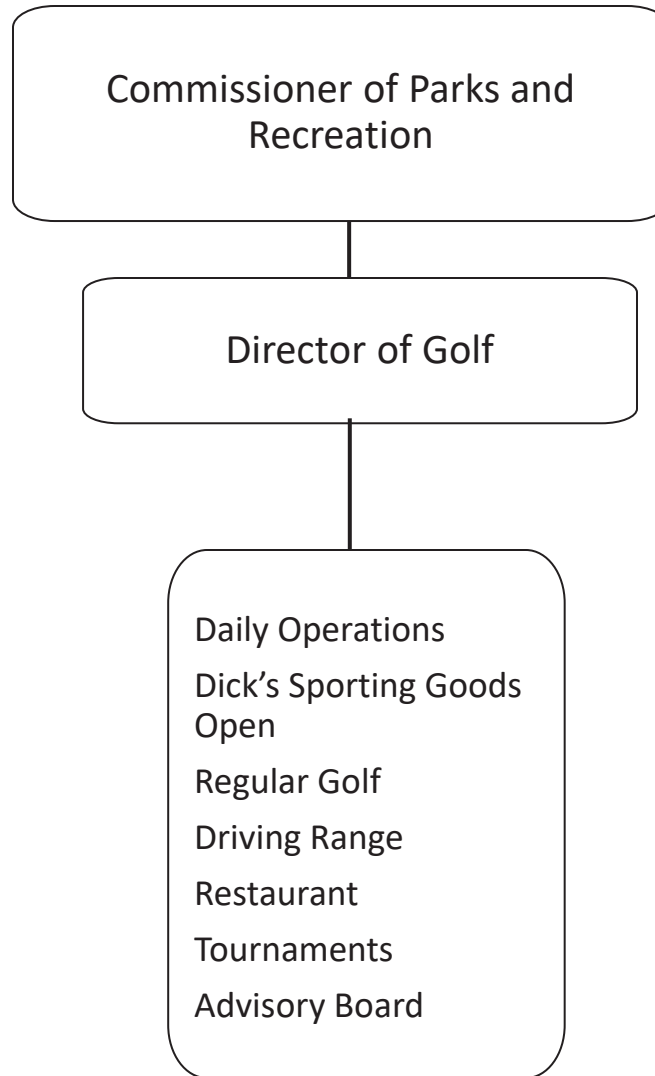 Commissioner of Parks and
Recreation
Director of Golf
Daily Operations
Dick’s Sporting Goods
Open
Regular Golf
Driving Range
Restaurant
Tournaments
Advisory Board